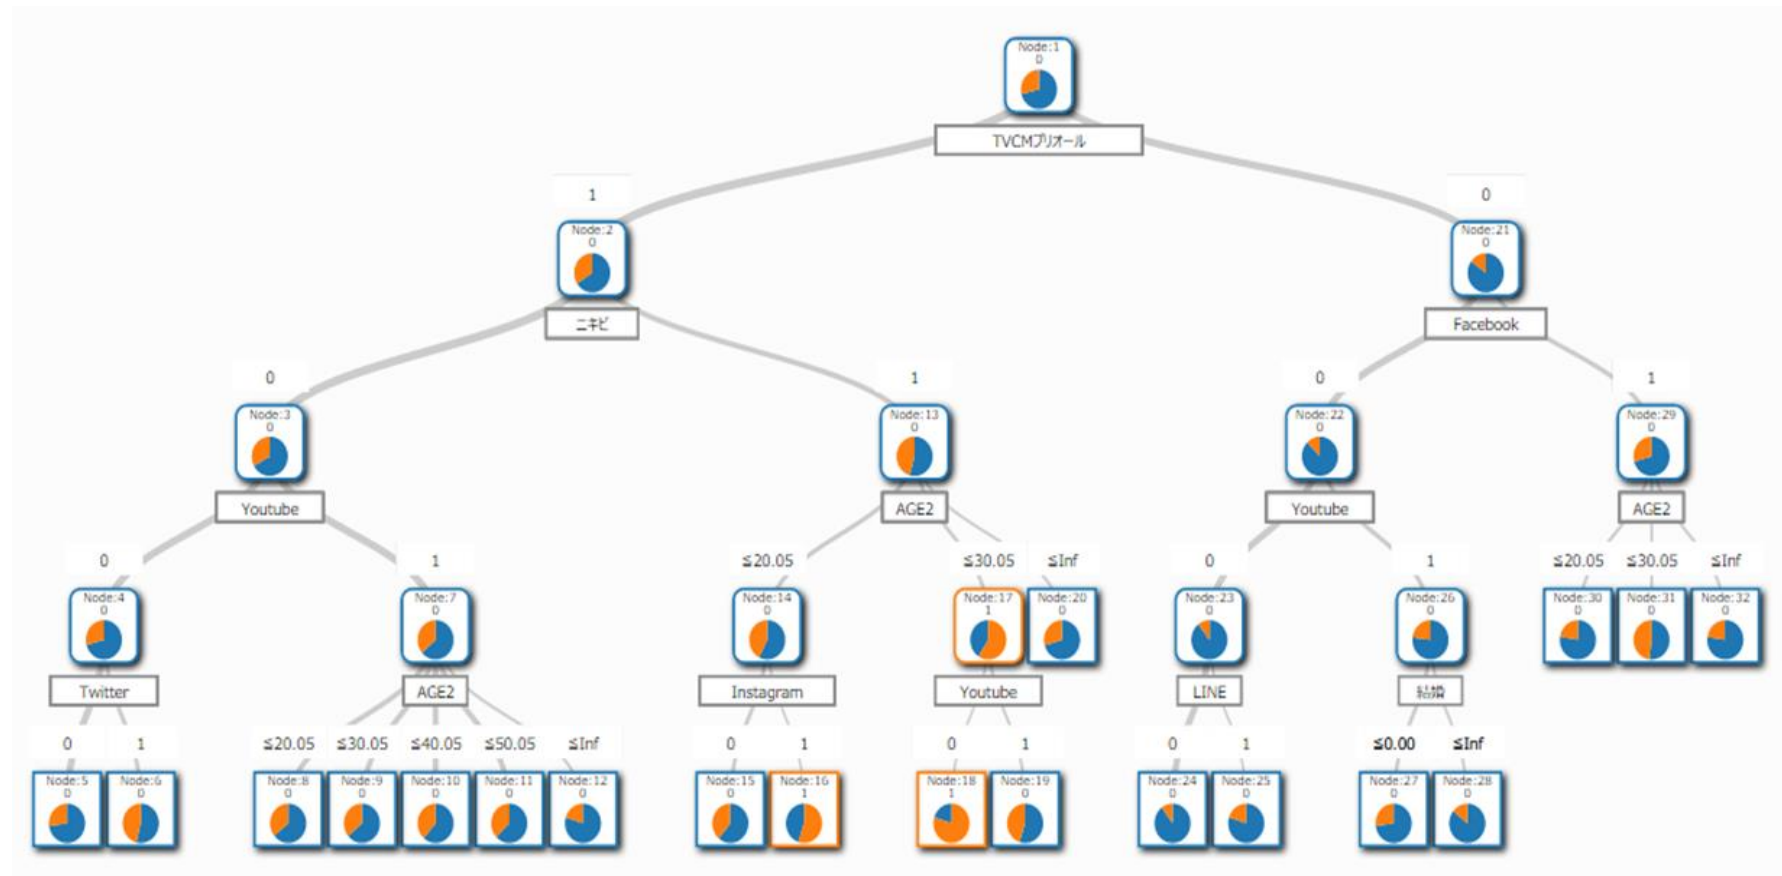 Node:1
0
TVCMプリオール
1
0
Node:2
0
Node:21
0
ニキビ
Facebook
0
1
0
1
Node:3
0
Node:13
0
Node:22
0
Node:29
0
Youtube
AGE2
Youtube
AGE2
0
1
≦20.05
≦30.05
≦Inf
0
1
≦20.05
≦30.05
≦Inf
Node:4
0
Node:7
0
Node:14
0
Node:17
1
Node:20
0
Node:23
0
Node:26
0
Node:30
0
Node:31
0
Node:32
0
Twitter
AGE2
Instagram
Youtube
LINE
結婚
0
1
≦20.05
≦30.05
≦40.05
≦50.05
≦Inf
0
1
0
1
0
1
≦0.00
≦Inf
Node:5
0
Node:6
0
Node:8
0
Node:9
0
Node:10
0
Node:11
0
Node:12
0
Node:15
0
Node:16
1
Node:18
1
Node:19
0
Node:24
0
Node:25
0
Node:27
0
Node:28
0